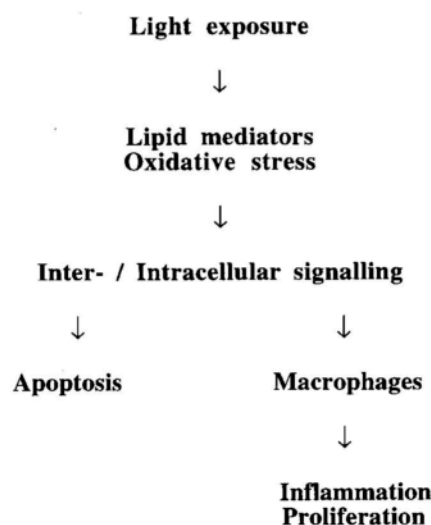 Light exposure
↓
Lipid mediators
Oxidative stress
↓
Inter- / Intracellular signalling
↓ ↓
Apoptosis Macrophages
↓
Inflammation
Proliferation